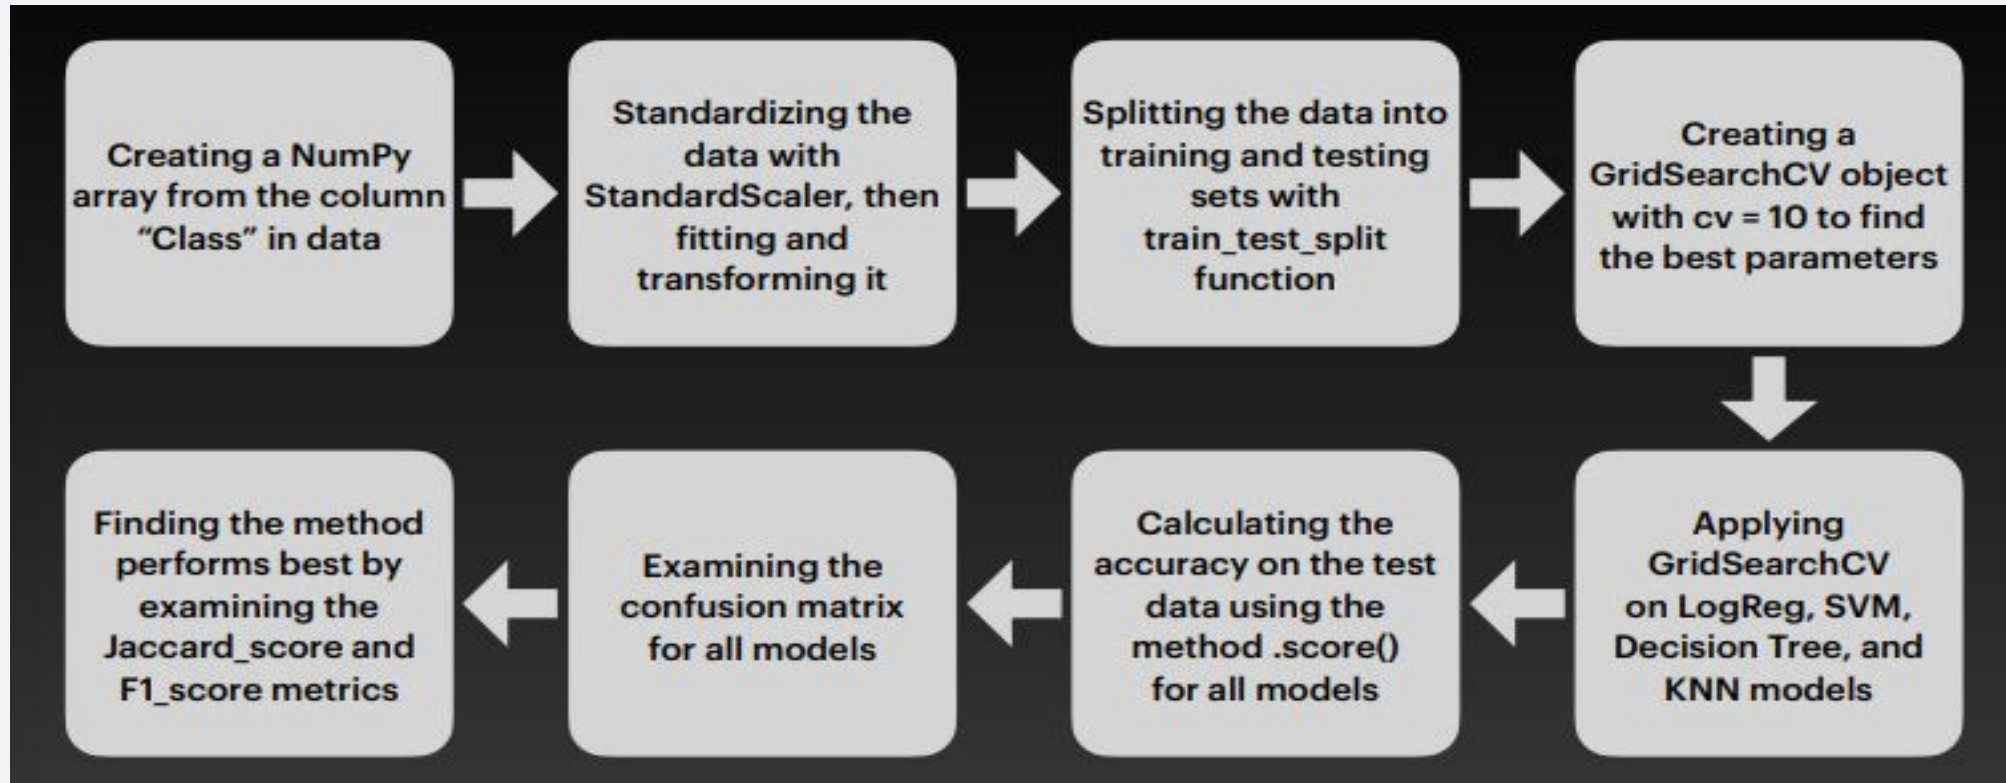 Creating a NumPy
array from the column
“Class” in data
Standardizing the
data with
StandardScaler, then
fitting and
transforming it
Splitting the data into
training and testing
sets with
train_test_split
function
Creating a
GridSearchCV object
with cv = 10 to find
the best parameters
Applying
GridSearchCV
on LogReg, SVM,
Decision Tree, and
KNN models
Calculating the
accuracy on the test
data using the
method .score()
for all models
Examining the
confusion matrix
for all models
Finding the method
performs best by
examining the
Jaccard_score and
F1_score metrics